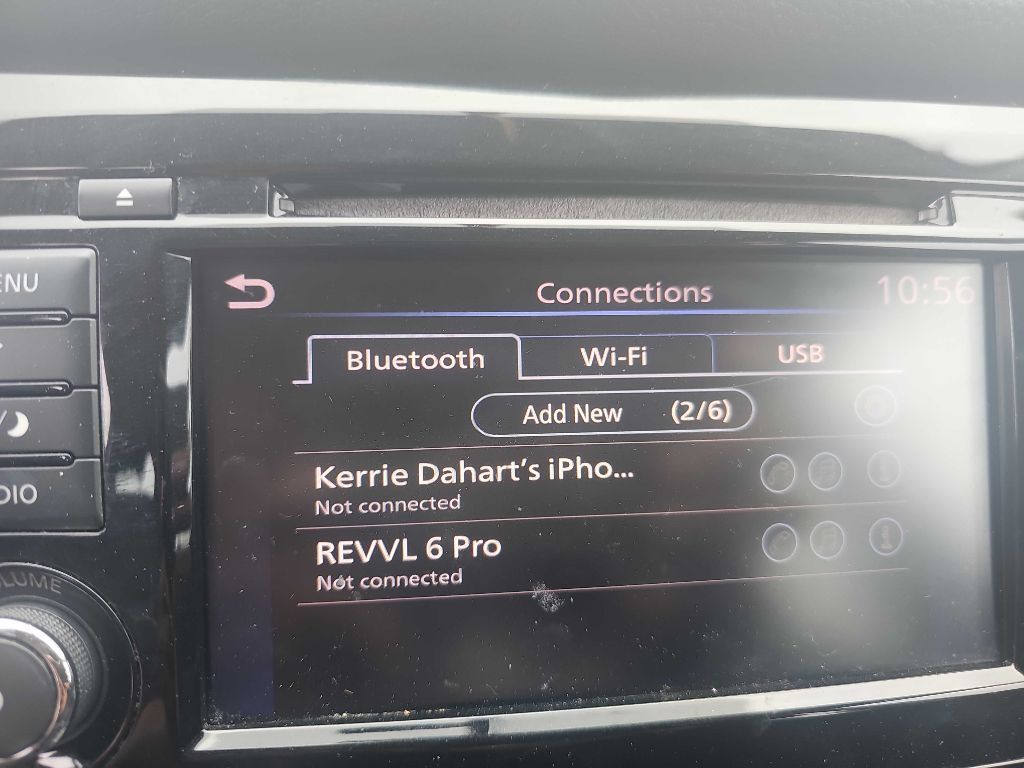 Connections 10:56
Bluetooth Wi-Fi USB
ENU
Add New (2/6)
Kerrie Dahart's iPho...
Not connected
DIO
REVVL 6 Pro
Not connected
LUME